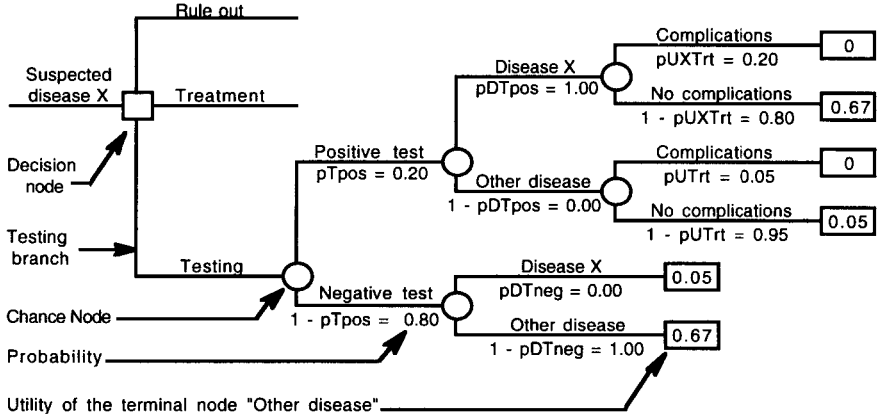 Rule out
Suspected
disease X
Treatment
Decision
node
Testing
branch
Testing
Chance Node
Probability
Utility of the terminal node "Other disease"
Positive test
pTpos = 0.20
Negative test
1 - pTpos = 0.80
Disease X
pDTpos = 1.00
Other disease
1 - pDTpos = 0.00
Complications
pUXTrt = 0.20
0
No complications
1 - pUXTrt = 0.80
0.67
Complications
pUTrt = 0.05
0
No complications
1 - pUTrt = 0.95
0.05
Disease X
pDTneg = 0.00
0.05
Other disease
1 - pDTneg = 1.00
0.67